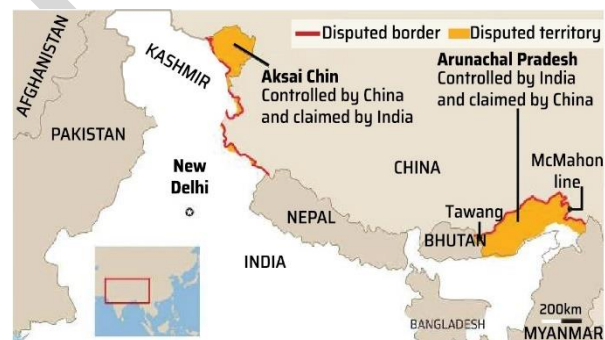 Disputed border
Disputed territory
AFGHANISTAN
KASHMIR
Aksai Chin
Controlled by China
and claimed by India
Arunachal Pradesh
Controlled by India
and claimed by China
PAKISTAN
New
Delhi
CHINA
McMahon
line
NEPAL
Tawang
BHUTAN
INDIA
200km
BANGLADESH
MYANMAR